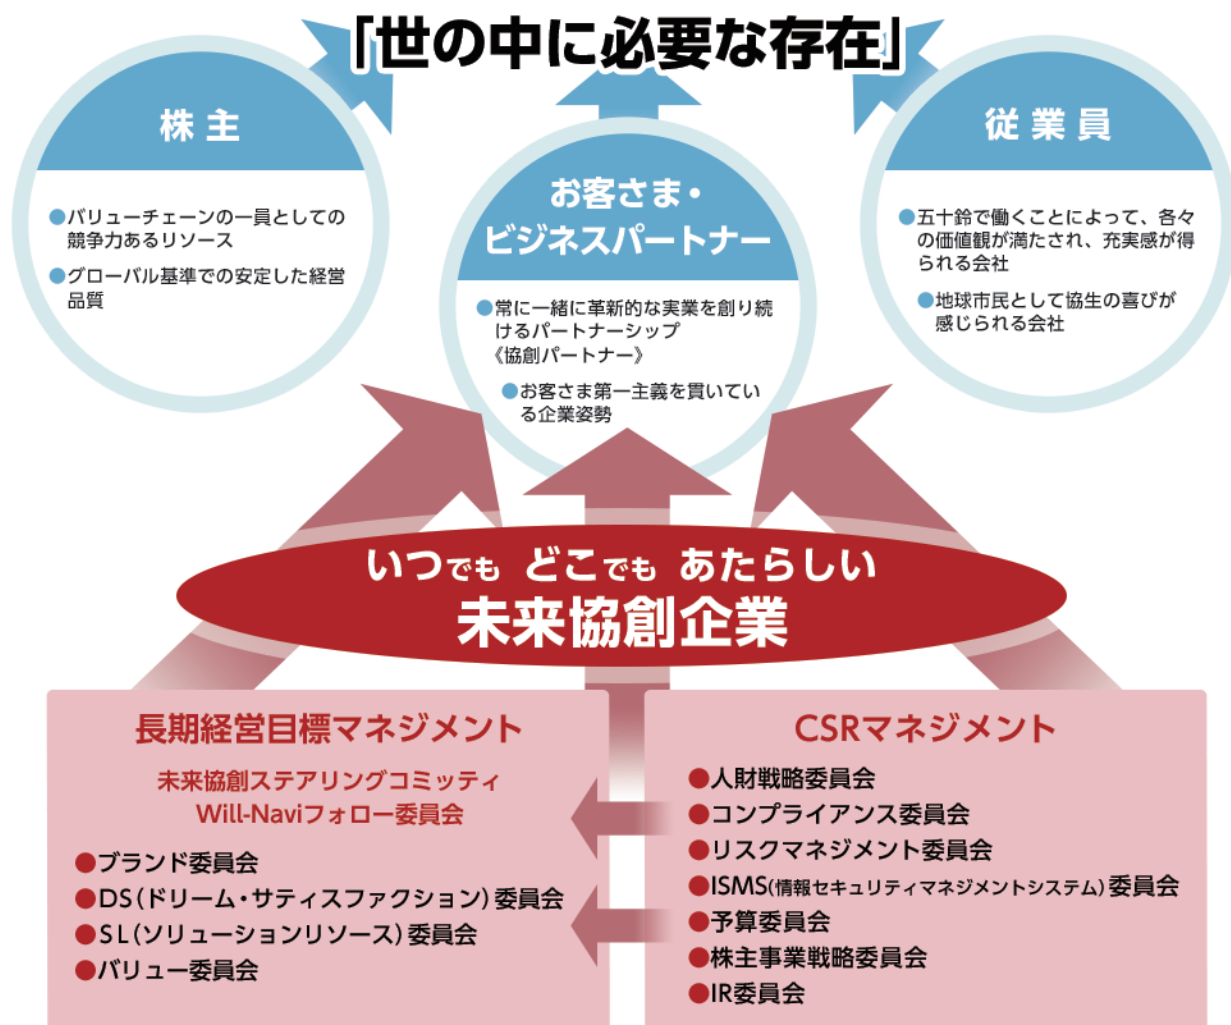 「世の中に必要な存在」
株主
●バリューチェーンの一員としての
競争力あるリソース
●グローバル基準での安定した経営
品質
お客さま・
ビジネスパートナー
●常に一緒に革新的な実業を創り続
けるパートナーシップ
《協創パートナー》
●お客さま第一主義を貫いてい
る企業姿勢
従業員
●五十鈴で働くことによって、各々
の価値観が満たされ、充実感が得
られる会社
●地球市民として協生の喜びが
感じられる会社
いつでも どこでも あたらしい
未来協創企業
長期経営目標マネジメント
未来協創ステアリングコミッティ
Will-Naviフォロー委員会
●ブランド委員会
●DS（ドリーム・サティスファクション）委員会
●SL（ソリューションリソース）委員会
●バリュー委員会
CSRマネジメント
●人財戦略委員会
●コンプライアンス委員会
●リスクマネジメント委員会
●ISMS（情報セキュリティマネジメントシステム）委員会
●予算委員会
●株主事業戦略委員会
●IR委員会